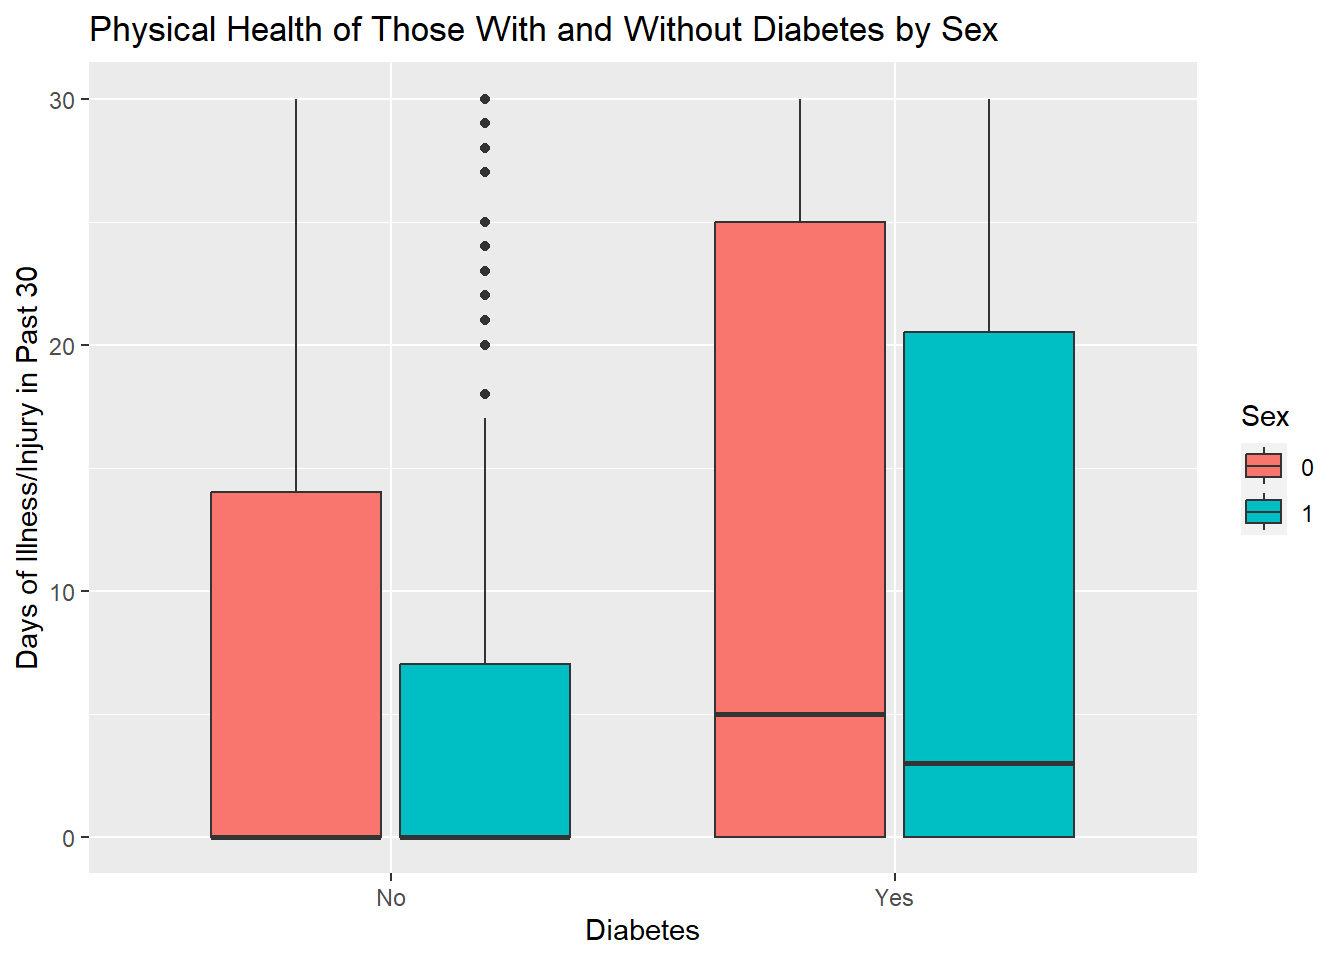 Physical Health of Those With and Without Diabetes by Sex
Days of Illness/Injury in Past 30
30
20
10
0
No
Yes
Diabetes
Sex
0
1